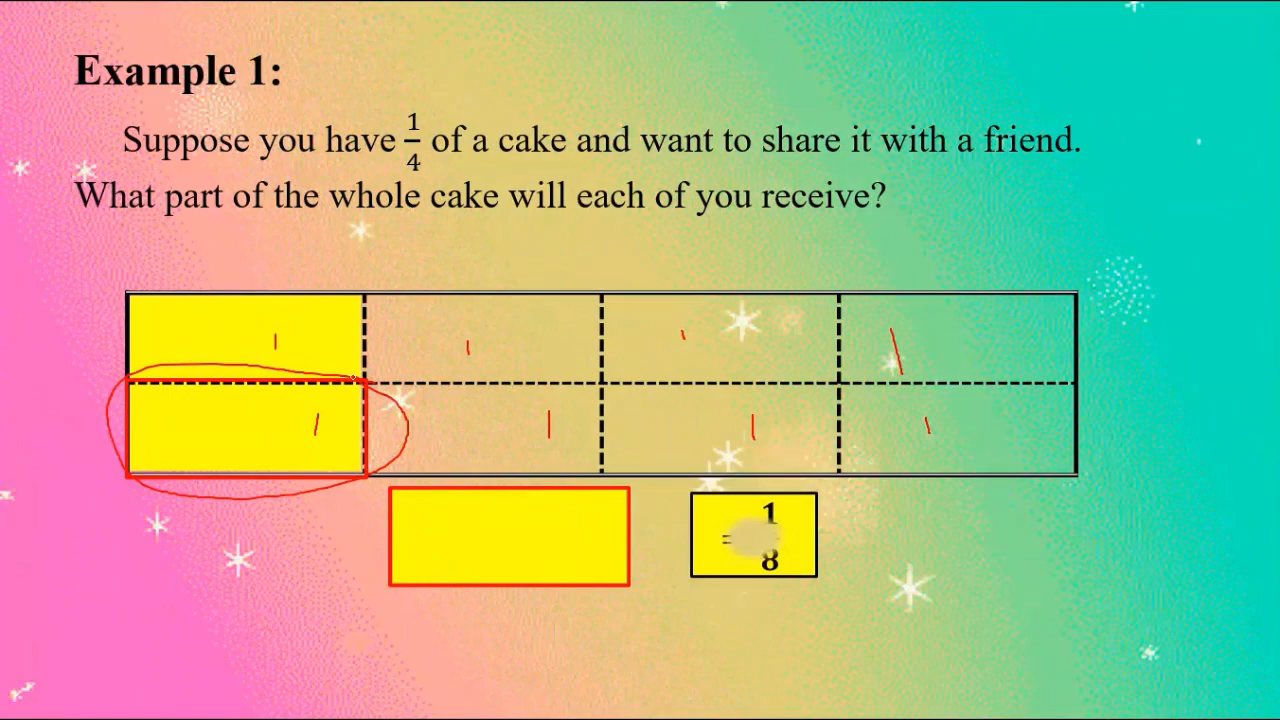 Example 1:
Suppose you have 1/4 of a cake and want to share it with a friend.
What part of the whole cake will each of you receive?
= 1/8